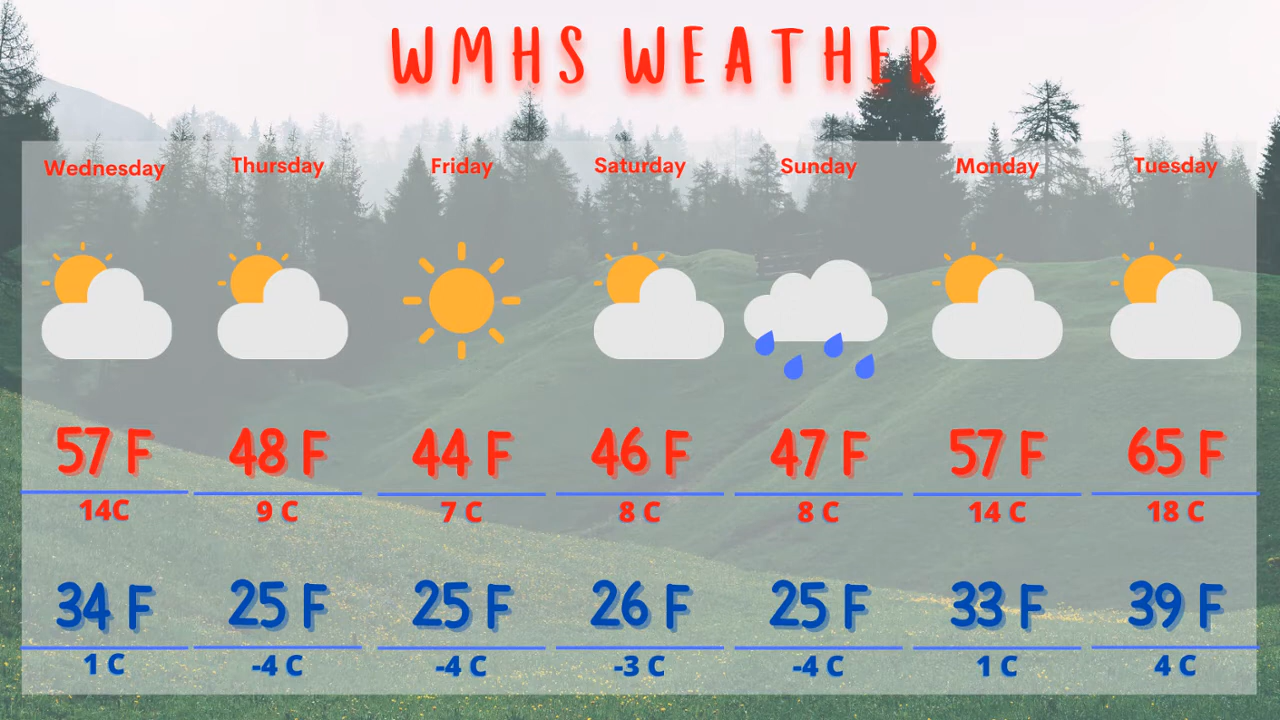 WMHS WEATHER
Wednesday Thursday Friday Saturday Sunday Monday Tuesday
57 F 48 F 44 F 46 F 47 F 57 F 65 F
14C 9 C 7 C 8 C 8 C 14 C 18 C
34 F 25 F 25 F 26 F 25 F 33 F 39 F
1 C -4 C -4 C -3 C -4 C 1 C 4 C